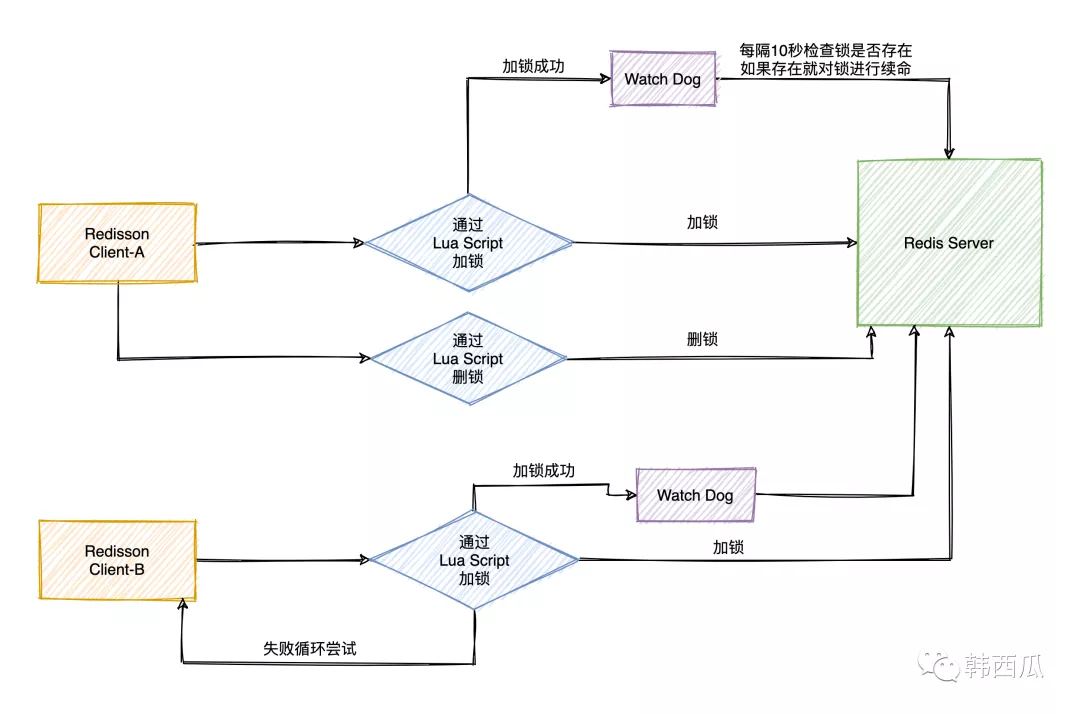 每隔10秒检查锁是否存在
如果存在就对锁进行续命
加锁成功
Watch Dog
Redisson
Client-A
通过
Lua Script
加锁
加锁
Redis Server
通过
Lua Script
删锁
删锁
加锁成功
Watch Dog
Redisson
Client-B
通过
Lua Script
加锁
加锁
失败循环尝试
韩西瓜